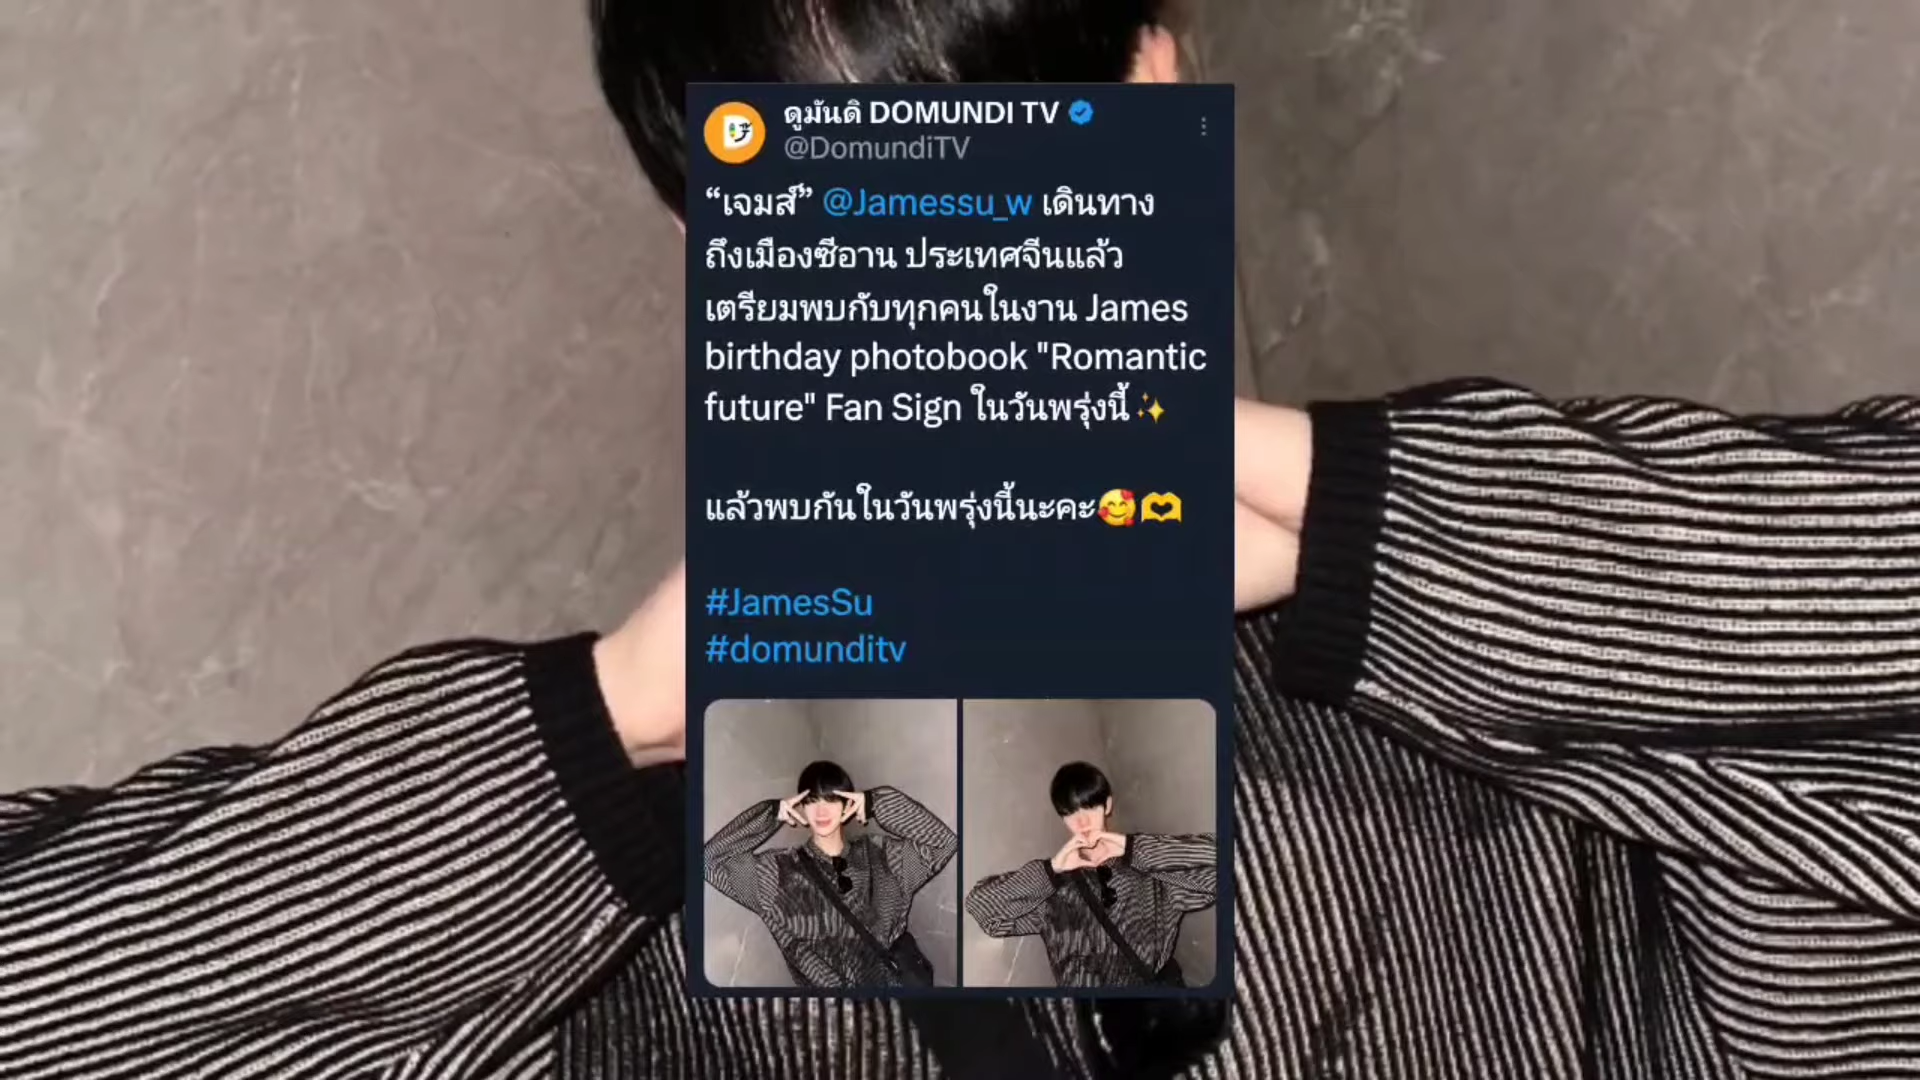 ดูมันดิ DOMUNDI TV
@DomundiTV
“เจมส์” @Jamessu_w เดินทาง
ถึงเมืองซีอาน ประเทศจีนแล้ว
เตรียมพบกับทุกคนในงาน James
birthday photobook "Romantic
future" Fan Sign ในวันพรุ่งนี้✨
แล้วพบกันในวันพรุ่งนี้นะคะ🥰🫶
#JamesSu
#domunditv